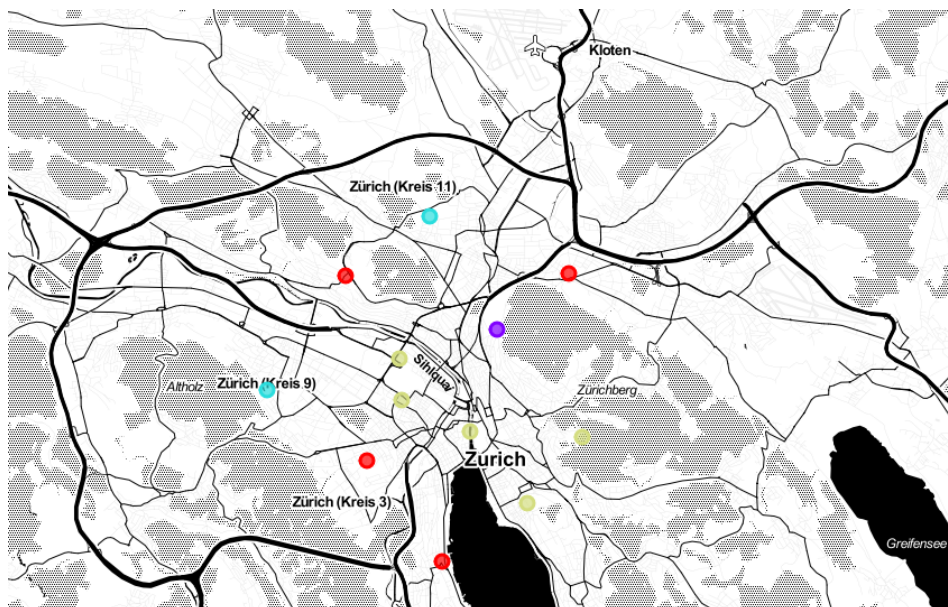 Kloten
Zürich (Kreis 11)
Sihlquai
Altholz
Zürich (Kreis 9)
Zürichberg
Zurich
Zürich (Kreis 3)
Greifensee